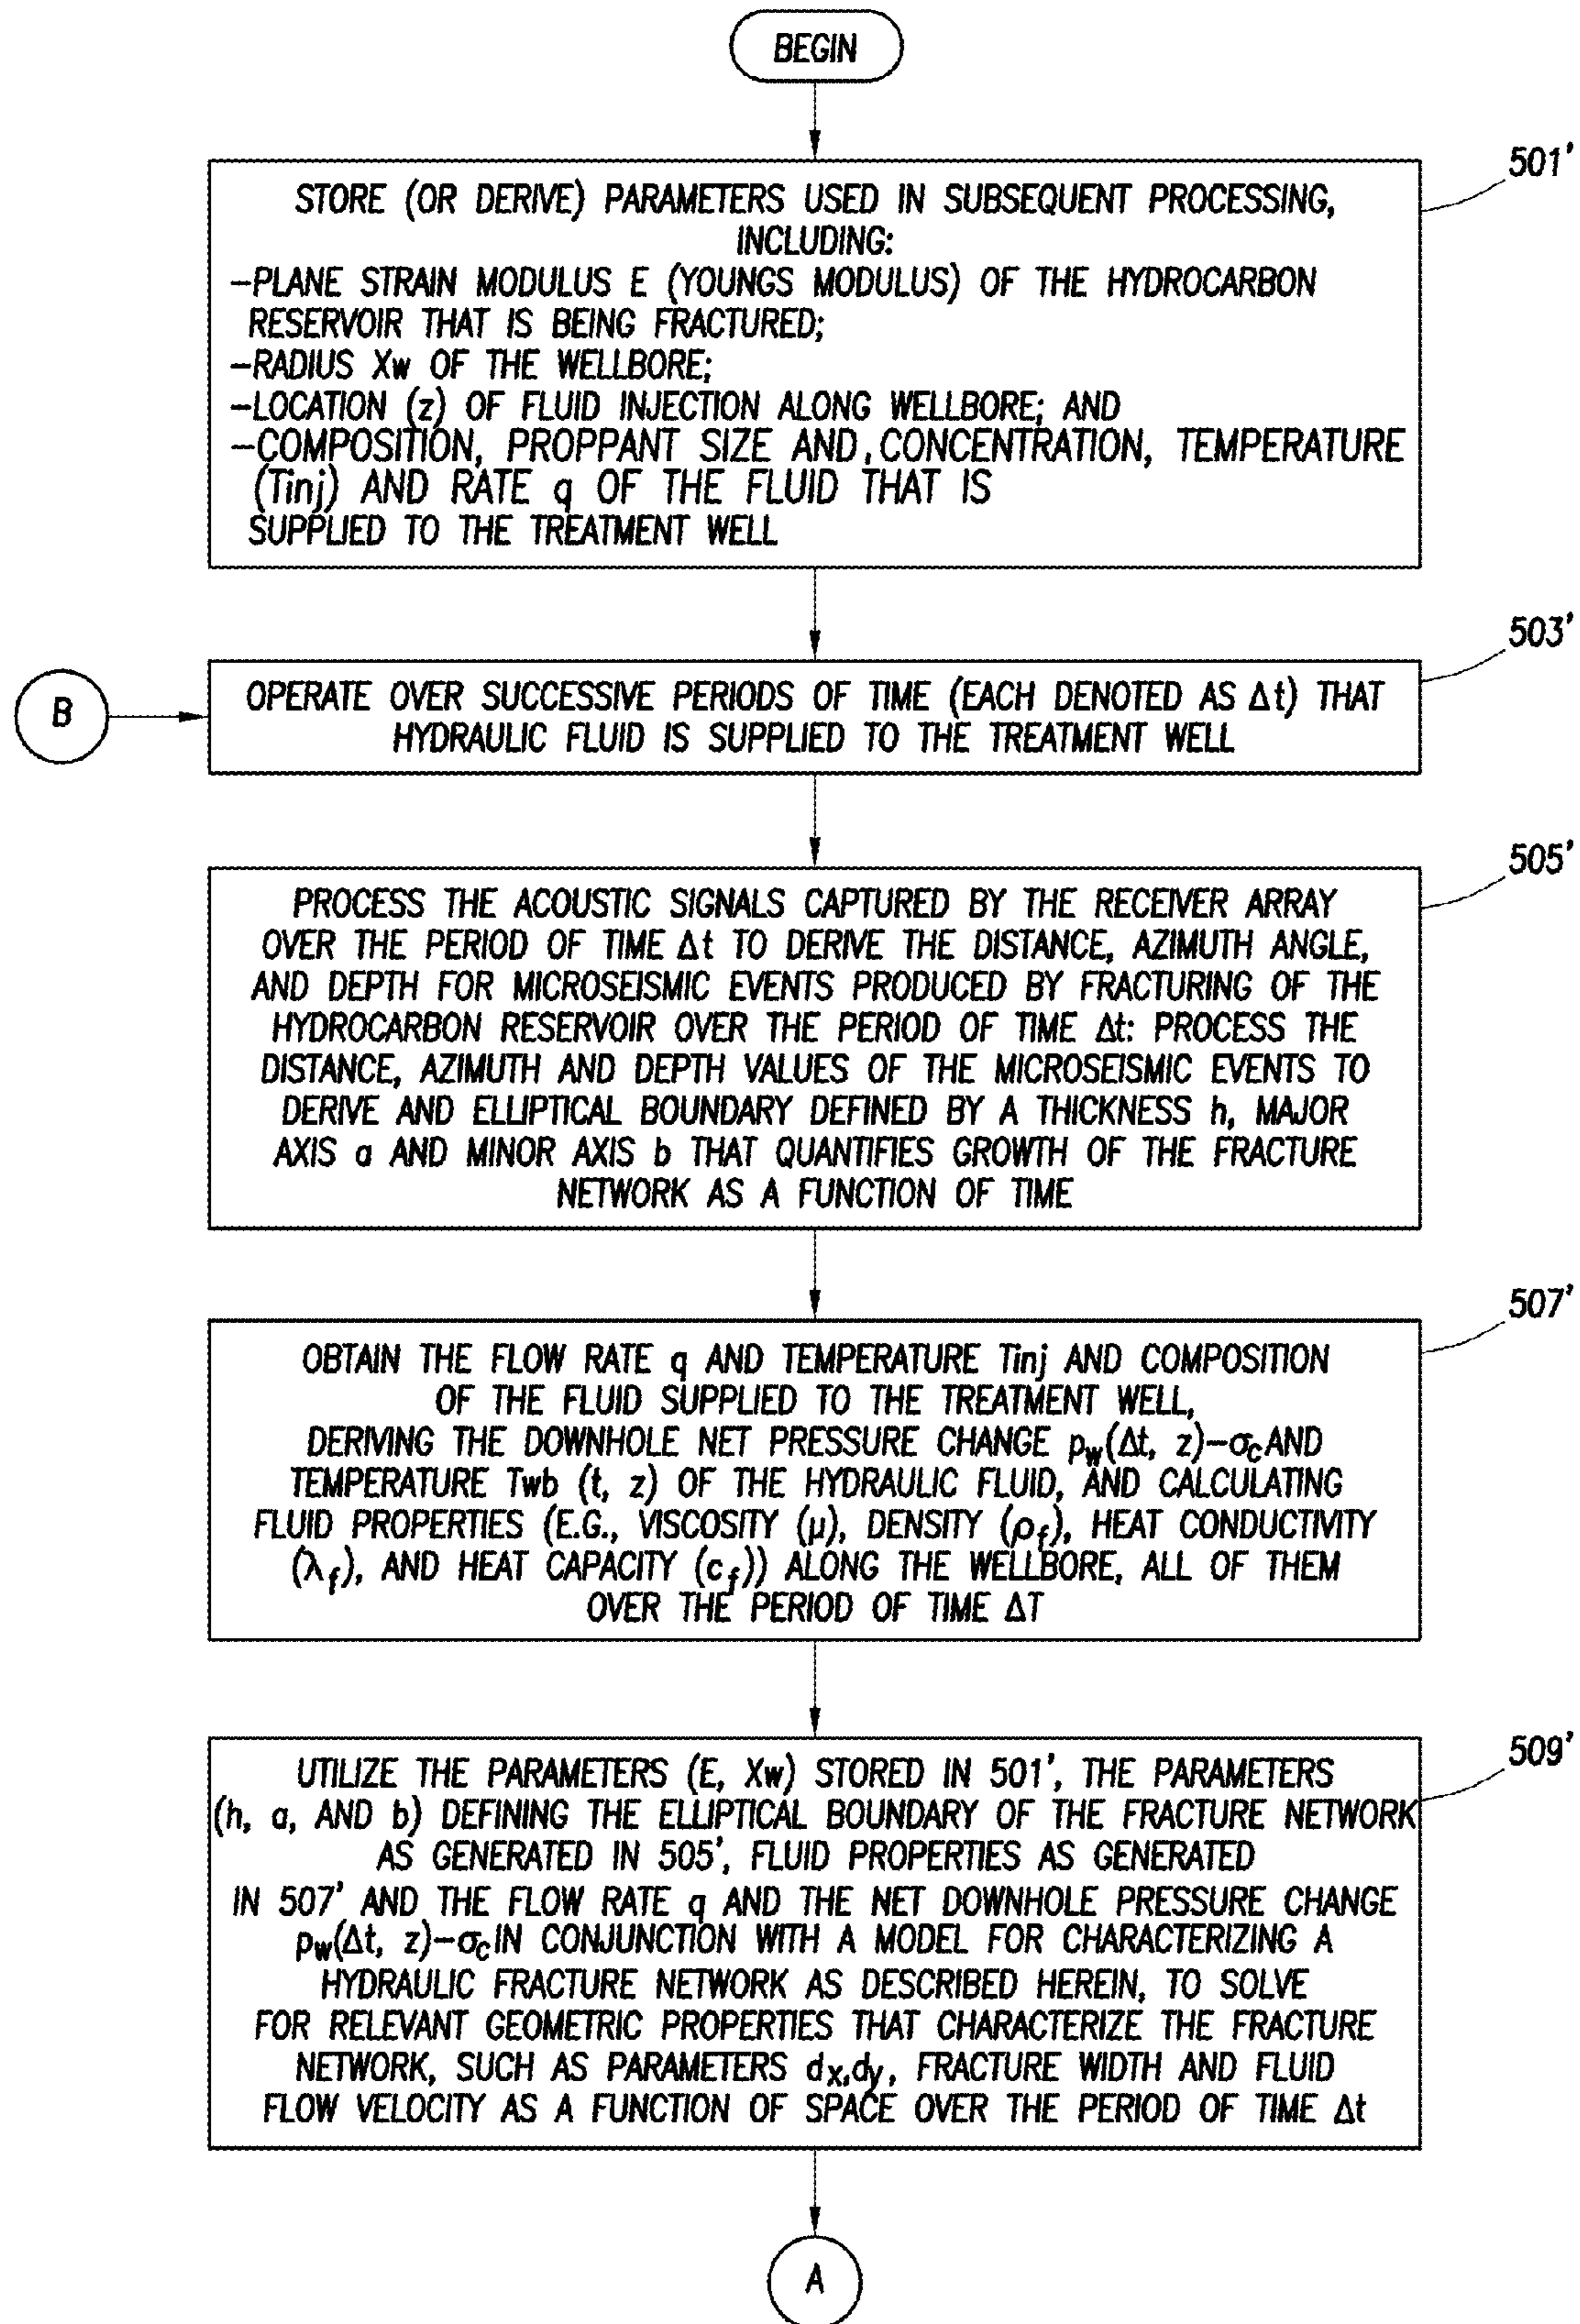 BEGIN
501'
STORE (OR DERIVE) PARAMETERS USED IN SUBSEQUENT PROCESSING,
INCLUDING:
-PLANE STRAIN MODULUS E (YOUNGS MODULUS) OF THE HYDROCARBON
RESERVOIR THAT IS BEING FRACTURED;
-RADIUS Xw OF THE WELLBORE;
-LOCATION (z) OF FLUID INJECTION ALONG WELLBORE; AND
-COMPOSITION, PROPPANT SIZE AND, CONCENTRATION, TEMPERATURE
(Tinj) AND RATE q OF THE FLUID THAT IS
SUPPLIED TO THE TREATMENT WELL
503'
B
OPERATE OVER SUCCESSIVE PERIODS OF TIME (EACH DENOTED AS Δt) THAT
HYDRAULIC FLUID IS SUPPLIED TO THE TREATMENT WELL
505'
PROCESS THE ACOUSTIC SIGNALS CAPTURED BY THE RECEIVER ARRAY
OVER THE PERIOD OF TIME Δt TO DERIVE THE DISTANCE, AZIMUTH ANGLE,
AND DEPTH FOR MICROSEISMIC EVENTS PRODUCED BY FRACTURING OF THE
HYDROCARBON RESERVOIR OVER THE PERIOD OF TIME Δt: PROCESS THE
DISTANCE, AZIMUTH AND DEPTH VALUES OF THE MICROSEISMIC EVENTS TO
DERIVE AND ELLIPTICAL BOUNDARY DEFINED BY A THICKNESS h, MAJOR
AXIS a AND MINOR AXIS b THAT QUANTIFIES GROWTH OF THE FRACTURE
NETWORK AS A FUNCTION OF TIME
507'
OBTAIN THE FLOW RATE q AND TEMPERATURE Tinj AND COMPOSITION
OF THE FLUID SUPPLIED TO THE TREATMENT WELL,
DERIVING THE DOWNHOLE NET PRESSURE CHANGE pw(Δt, z)-σc AND
TEMPERATURE Twb (t, z) OF THE HYDRAULIC FLUID, AND CALCULATING
FLUID PROPERTIES (E.G., VISCOSITY (μ), DENSITY (ρf), HEAT CONDUCTIVITY
(λf), AND HEAT CAPACITY (cf)) ALONG THE WELLBORE, ALL OF THEM
OVER THE PERIOD OF TIME ΔT
509'
UTILIZE THE PARAMETERS (E, Xw) STORED IN 501', THE PARAMETERS
(h, a, AND b) DEFINING THE ELLIPTICAL BOUNDARY OF THE FRACTURE NETWORK
AS GENERATED IN 505', FLUID PROPERTIES AS GENERATED
IN 507' AND THE FLOW RATE q AND THE NET DOWNHOLE PRESSURE CHANGE
pw(Δt, z)-σc IN CONJUNCTION WITH A MODEL FOR CHARACTERIZING A
HYDRAULIC FRACTURE NETWORK AS DESCRIBED HEREIN, TO SOLVE
FOR RELEVANT GEOMETRIC PROPERTIES THAT CHARACTERIZE THE FRACTURE
NETWORK, SUCH AS PARAMETERS dx,dy, FRACTURE WIDTH AND FLUID
FLOW VELOCITY AS A FUNCTION OF SPACE OVER THE PERIOD OF TIME Δt
A